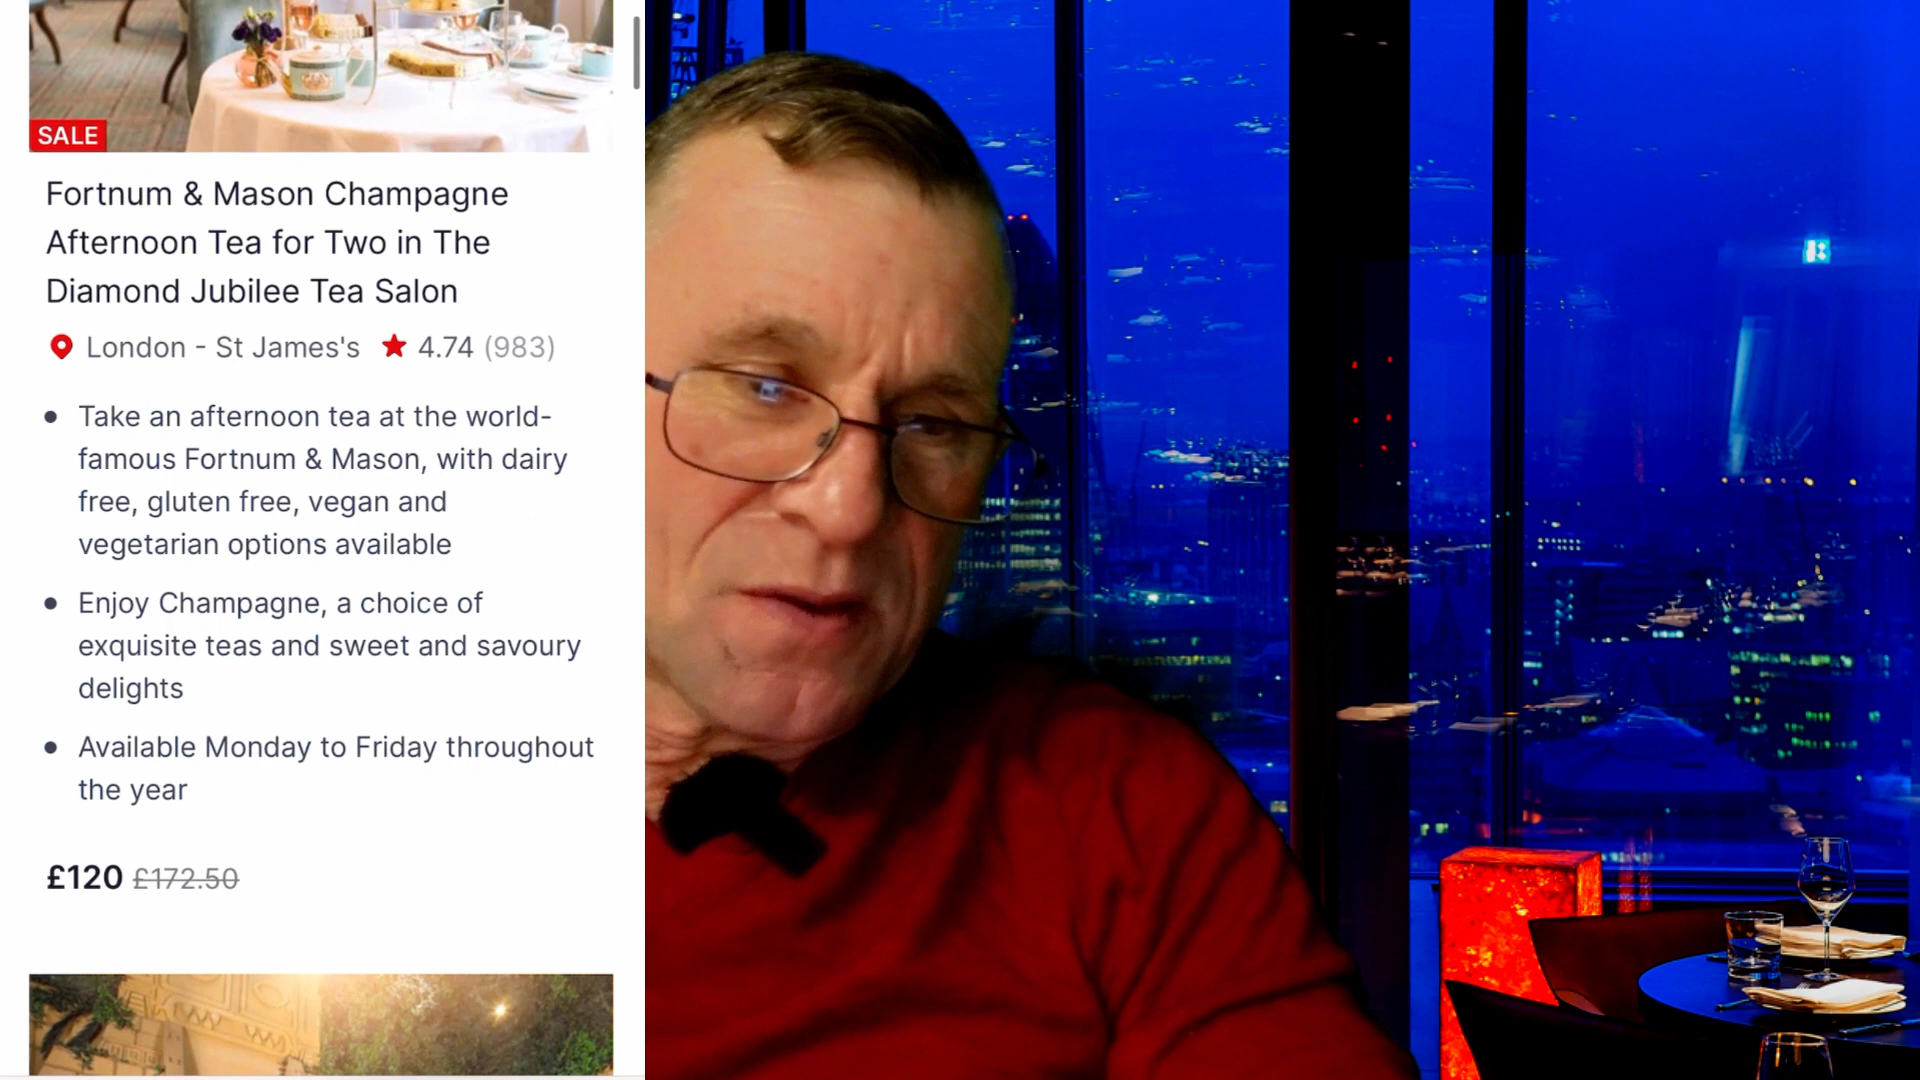 SALE
Fortnum & Mason Champagne
Afternoon Tea for Two in The
Diamond Jubilee Tea Salon
London - St James's 4.74 (983)
• Take an afternoon tea at the world-
famous Fortnum & Mason, with dairy
free, gluten free, vegan and
vegetarian options available
• Enjoy Champagne, a choice of
exquisite teas and sweet and savoury
delights
• Available Monday to Friday throughout
the year
£120 £172.50